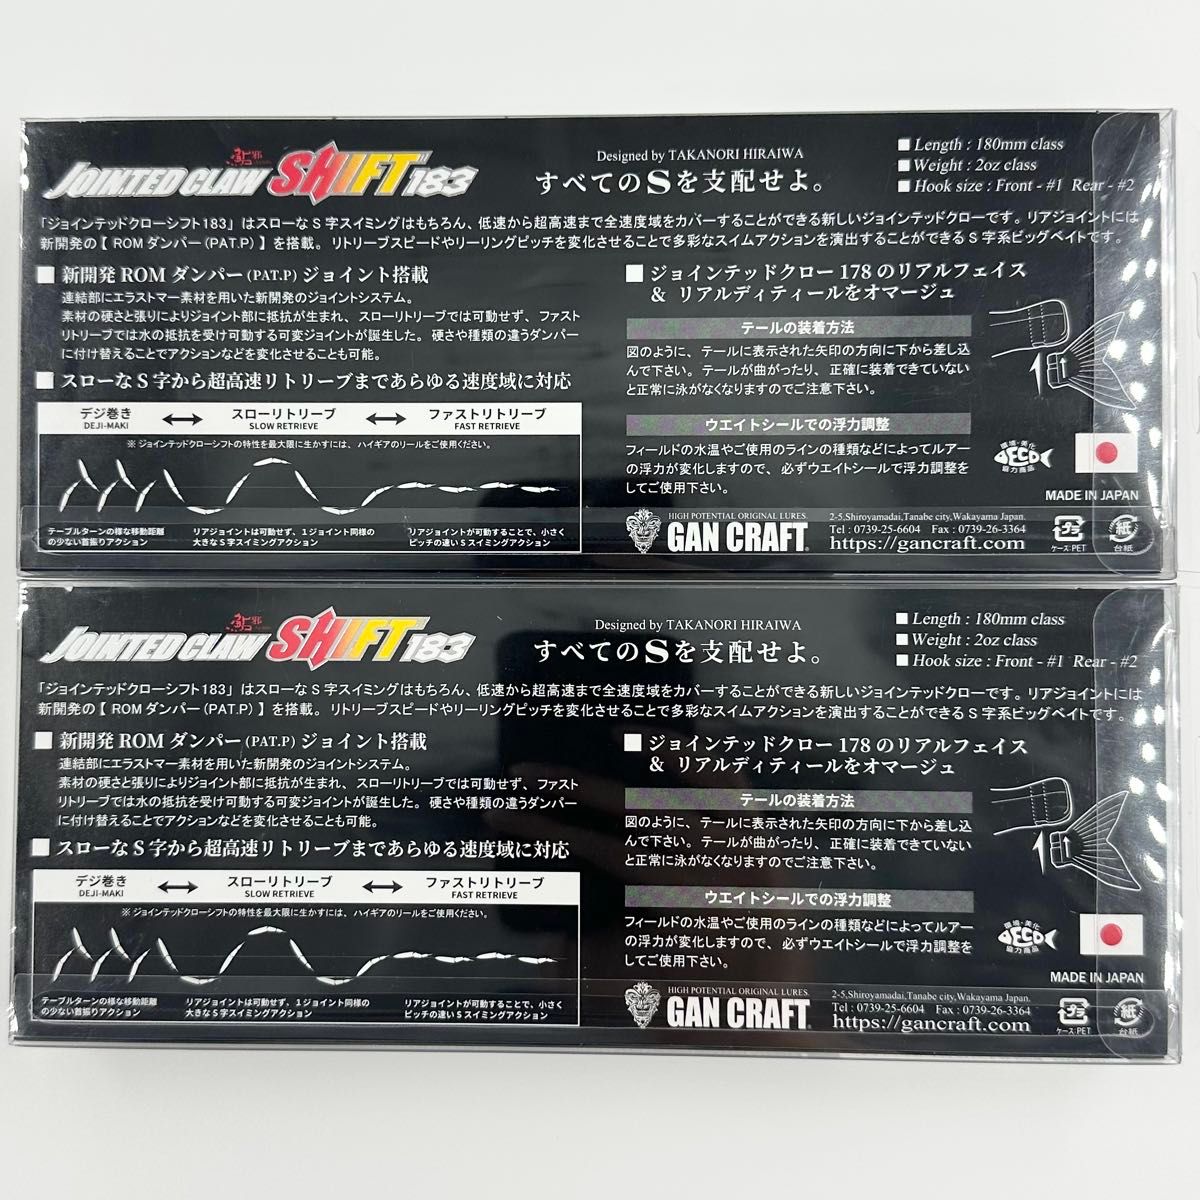 JOINTED CLAW SHIFT 183
Designed by TAKANORI HIRAIWA
すべてのSを支配せよ。
■ Length : 180mm class
■ Weight : 2oz class
■ Hook size : Front - #1 Rear - #2
「ジョインテッドクローシフト183」はスローなS字スイミングはもちろん、低速から超高速まで全速度域をカバーすることができる新しいジョインテッドクローです。リアジョイントには
新開発の【 ROMダンパー(PAT.P) 】を搭載。リトリーブスピードやリーリングピッチを変化させることで多彩なスイムアクションを演出することができるS字系ビッグベイトです。
■ 新開発 ROM ダンパー(PAT.P) ジョイント搭載
連結部にエラストマー素材を用いた新開発のジョイントシステム。
素材の硬さと張りによりジョイント部に抵抗が生まれ、スローリトリーブでは可動せず、ファスト
リトリーブでは水の抵抗を受け可動する可変ジョイントが誕生した。硬さや種類の違うダンパー
に付け替えることでアクションなどを変化させることも可能。
■ スローな S 字から超高速リトリーブまであらゆる速度域に対応
デジ巻き ⟷ スローリトリーブ ⟷ ファストリトリーブ
DEJI-MAKI SLOW RETRIEVE FAST RETRIEVE
※ ジョインテッドクローシフトの特性を最大限に生かすには、ハイギアのリールをご使用ください。
テーブルターンの様な移動距離
の少ない首振りアクション
リアジョイントは可動せず、1ジョイント同様の
大きなS字スイミングアクション
リアジョイントが可動することで、小さく
ピッチの速いSスイミングアクション
■ ジョインテッドクロー 178 のリアルフェイス
& リアルディティールをオマージュ
テールの装着方法
図のように、テールに表示された矢印の方向に下から差し込
んで下さい。テールが曲がったり、正確に装着できていない
と正常に泳がなくなりますのでご注意下さい。
ウエイトシールでの浮力調整
フィールドの水温やご使用のラインの種類などによってルアー
の浮力が変化しますので、必ずウエイトシールで浮力調整を
してご使用下さい。
環境・美化
ECO
協力商品
MADE IN JAPAN
HIGH POTENTIAL ORIGINAL LURES.
GAN CRAFT
2-5,Shiroyamadai,Tanabe city,Wakayama Japan.
Tel : 0739-25-6604 Fax : 0739-26-3364
https://gancraft.com
プラ
ケース:PET
紙
台紙
JOINTED CLAW SHIFT 183
Designed by TAKANORI HIRAIWA
すべてのSを支配せよ。
■ Length : 180mm class
■ Weight : 2oz class
■ Hook size : Front - #1 Rear - #2
「ジョインテッドクローシフト183」はスローなS字スイミングはもちろん、低速から超高速まで全速度域をカバーすることができる新しいジョインテッドクローです。リアジョイントには
新開発の【 ROMダンパー(PAT.P) 】を搭載。リトリーブスピードやリーリングピッチを変化させることで多彩なスイムアクションを演出することができるS字系ビッグベイトです。
■ 新開発 ROM ダンパー(PAT.P) ジョイント搭載
連結部にエラストマー素材を用いた新開発のジョイントシステム。
素材の硬さと張りによりジョイント部に抵抗が生まれ、スローリトリーブでは可動せず、ファスト
リトリーブでは水の抵抗を受け可動する可変ジョイントが誕生した。硬さや種類の違うダンパー
に付け替えることでアクションなどを変化させることも可能。
■ スローな S 字から超高速リトリーブまであらゆる速度域に対応
デジ巻き ⟷ スローリトリーブ ⟷ ファストリトリーブ
DEJI-MAKI SLOW RETRIEVE FAST RETRIEVE
※ ジョインテッドクローシフトの特性を最大限に生かすには、ハイギアのリールをご使用ください。
テーブルターンの様な移動距離
の少ない首振りアクション
リアジョイントは可動せず、1ジョイント同様の
大きなS字スイミングアクション
リアジョイントが可動することで、小さく
ピッチの速いSスイミングアクション
■ ジョインテッドクロー 178 のリアルフェイス
& リアルディティールをオマージュ
テールの装着方法
図のように、テールに表示された矢印の方向に下から差し込
んで下さい。テールが曲がったり、正確に装着できていない
と正常に泳がなくなりますのでご注意下さい。
ウエイトシールでの浮力調整
フィールドの水温やご使用のラインの種類などによってルアー
の浮力が変化しますので、必ずウエイトシールで浮力調整を
してご使用下さい。
環境・美化
ECO
協力商品
MADE IN JAPAN
HIGH POTENTIAL ORIGINAL LURES.
GAN CRAFT
2-5,Shiroyamadai,Tanabe city,Wakayama Japan.
Tel : 0739-25-6604 Fax : 0739-26-3364
https://gancraft.com
プラ
ケース:PET
紙
台紙